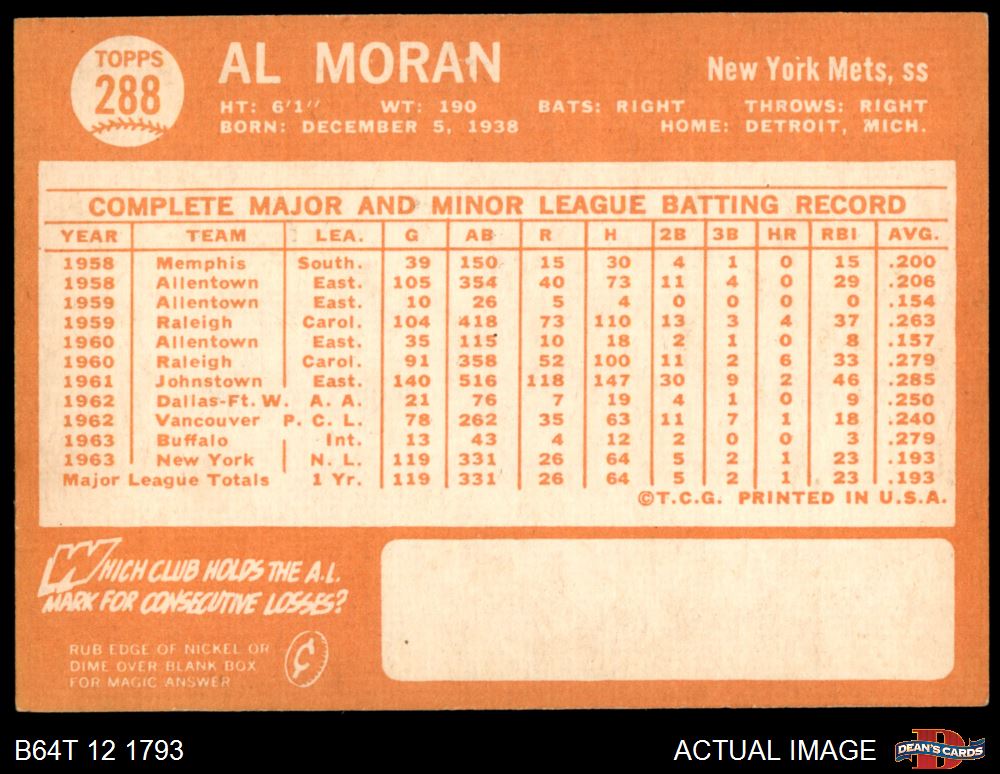 TOPPS
288
AL MORAN
New York Mets, ss
HT: 6'1" WT: 190 BATS: RIGHT THROWS: RIGHT
BORN: DECEMBER 5, 1938 HOME: DETROIT, MICH.
COMPLETE MAJOR AND MINOR LEAGUE BATTING RECORD
YEAR TEAM LEA. G AB R H 2B 3B HR RBI AVG.
1958 Memphis South. 39 150 15 30 4 1 0 15 .200
1958 Allentown East. 105 354 40 73 11 4 0 29 .206
1959 Allentown East. 10 26 5 4 0 0 0 0 .154
1959 Raleigh Carol. 104 418 73 110 13 3 4 37 .263
1960 Allentown East. 35 115 10 18 2 1 0 8 .157
1960 Raleigh Carol. 91 358 52 100 11 2 6 33 .279
1961 Johnstown East. 140 516 118 147 30 9 2 46 .285
1962 Dallas-Ft. W. A. A. 21 76 7 19 4 1 0 9 .250
1962 Vancouver P. C. L. 78 262 35 63 11 7 1 18 .240
1963 Buffalo Int. 13 43 4 12 2 0 0 3 .279
1963 New York N. L. 119 331 26 64 5 2 1 23 .193
Major League Totals 1 Yr. 119 331 26 64 5 2 1 23 .193
©T.C.G. PRINTED IN U.S.A.
WHICH CLUB HOLDS THE A.L.
MARK FOR CONSECUTIVE LOSSES?
RUB EDGE OF NICKEL OR
DIME OVER BLANK BOX
FOR MAGIC ANSWER
¢
B64T 12 1793
ACTUAL IMAGE
D
DEAN'S CARDS